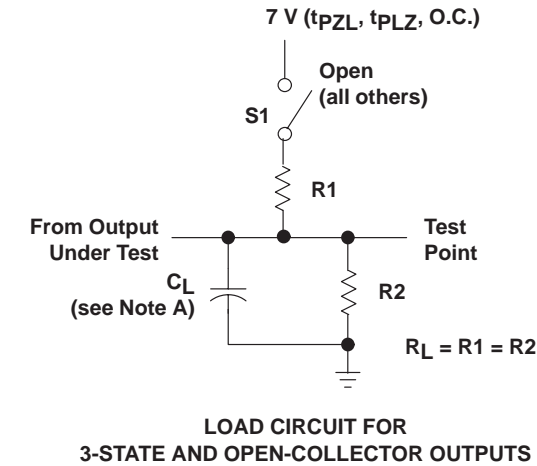 7 V (tPZL, tPLZ, O.C.)
Open
(all others)
S1
R1
From Output
Under Test
Test
Point
CL
(see Note A)
R2
RL = R1 = R2
LOAD CIRCUIT FOR
3-STATE AND OPEN-COLLECTOR OUTPUTS